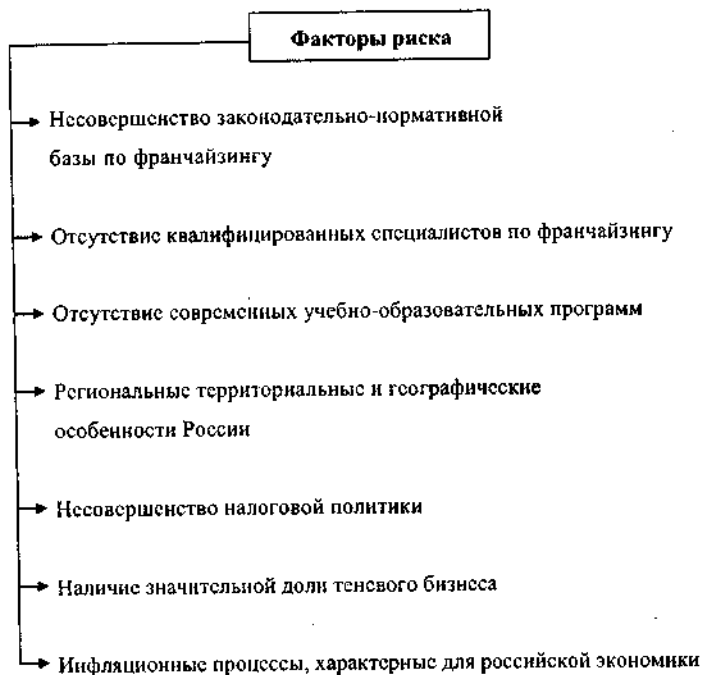 Факторы риска
Несовершенство законодательно-нормативной
базы по франчайзингу
Отсутствие квалифицированных специалистов по франчайзингу
Отсутствие современных учебно-образовательных программ
Региональные территориальные и географические
особенности России
Несовершенство налоговой политики
Наличие значительной доли теневого бизнеса
Инфляционные процессы, характерные для российской экономики